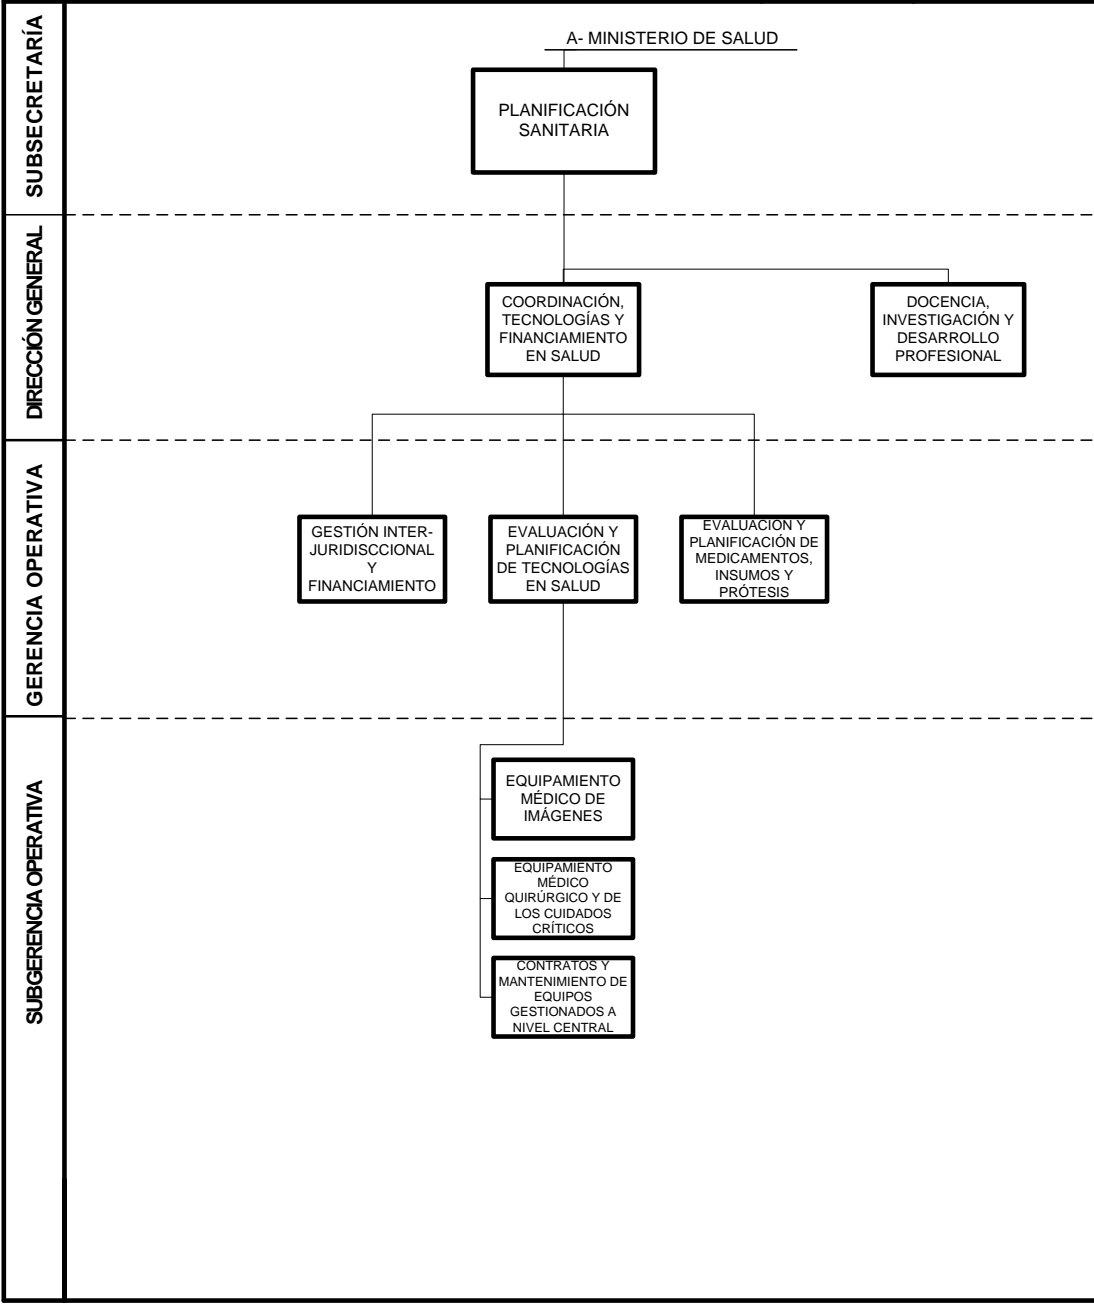 SUBSECRETARÍA
A- MINISTERIO DE SALUD
PLANIFICACIÓN
SANITARIA
DIRECCIÓN GENERAL
COORDINACIÓN,
TECNOLOGÍAS Y
FINANCIAMIENTO
EN SALUD
DOCENCIA,
INVESTIGACIÓN Y
DESARROLLO
PROFESIONAL
GERENCIA OPERATIVA
GESTIÓN INTER-
JURIDISCCIONAL
Y
FINANCIAMIENTO
EVALUACIÓN Y
PLANIFICACIÓN
DE TECNOLOGÍAS
EN SALUD
EVALUACIÓN Y
PLANIFICACIÓN DE
MEDICAMENTOS,
INSUMOS Y
PRÓTESIS
SUBGERENCIA OPERATIVA
EQUIPAMIENTO
MÉDICO DE
IMÁGENES
EQUIPAMIENTO
MÉDICO
QUIRÚRGICO Y DE
LOS CUIDADOS
CRÍTICOS
CONTRATOS Y
MANTENIMIENTO DE
EQUIPOS
GESTIONADOS A
NIVEL CENTRAL